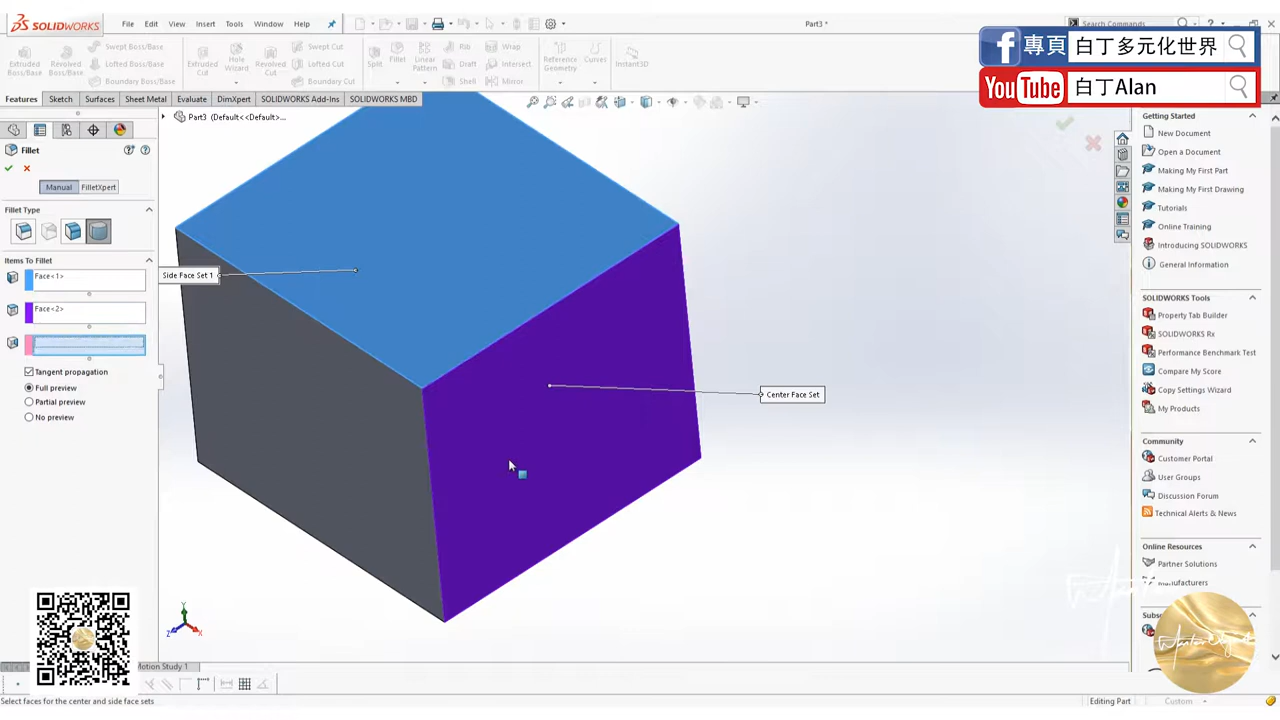 SOLIDWORKS
File Edit View Insert Tools Window Help
Part3 *
Search Commands
專頁 白丁多元化世界
YouTube 白丁Alan
Extruded Boss/Base
Revolved Boss/Base
Swept Boss/Base
Lofted Boss/Base
Boundary Boss/Base
Extruded Cut
Hole Wizard
Revolved Cut
Swept Cut
Lofted Cut
Boundary Cut
Split
Fillet
Linear Pattern
Rib
Draft
Shell
Wrap
Intersect
Mirror
Reference Geometry
Curves
Instant3D
Features Sketch Surfaces Sheet Metal Evaluate DimXpert SOLIDWORKS Add-Ins SOLIDWORKS MBD
Part3 (Default<<Default>...
Fillet
Manual FilletXpert
Fillet Type
Items To Fillet
Face<1>
Face<2>
Tangent propagation
Full preview
Partial preview
No preview
Side Face Set 1
Center Face Set
Getting Started
New Document
Open a Document
Making My First Part
Making My First Drawing
Tutorials
Online Training
Introducing SOLIDWORKS
General Information
SOLIDWORKS Tools
Property Tab Builder
SOLIDWORKS Rx
Performance Benchmark Test
Compare My Score
Copy Settings Wizard
My Products
Community
Customer Portal
User Groups
Discussion Forum
Technical Alerts & News
Online Resources
Partner Solutions
Manufacturers
Motion Study 1
Select faces for the center and side face sets
Editing Part
Custom